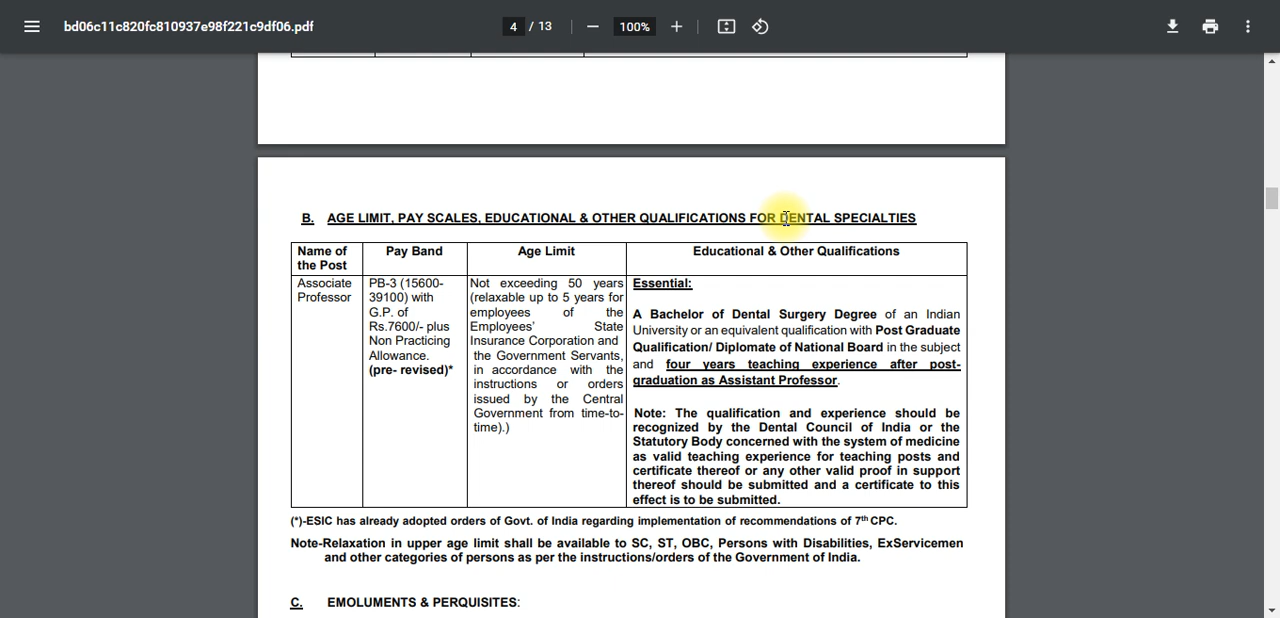 bd06c11c820fc810937e98f221c9df06.pdf
4 / 13
100%
B. AGE LIMIT, PAY SCALES, EDUCATIONAL & OTHER QUALIFICATIONS FOR DENTAL SPECIALTIES
Name of
the Post
Pay Band
Age Limit
Educational & Other Qualifications
Associate
Professor
PB-3 (15600-
39100) with
G.P. of
Rs.7600/- plus
Non Practicing
Allowance.
(pre- revised)*
Not exceeding 50 years
(relaxable up to 5 years for
employees of the
Employees' State
Insurance Corporation and
the Government Servants,
in accordance with the
instructions or orders
issued by the Central
Government from time-to-
time).)
Essential:
A Bachelor of Dental Surgery Degree of an Indian
University or an equivalent qualification with Post Graduate
Qualification/ Diplomate of National Board in the subject
and four years teaching experience after post-
graduation as Assistant Professor.
Note: The qualification and experience should be
recognized by the Dental Council of India or the
Statutory Body concerned with the system of medicine
as valid teaching experience for teaching posts and
certificate thereof or any other valid proof in support
thereof should be submitted and a certificate to this
effect is to be submitted.
(*)-ESIC has already adopted orders of Govt. of India regarding implementation of recommendations of 7th CPC.
Note-Relaxation in upper age limit shall be available to SC, ST, OBC, Persons with Disabilities, ExServicemen
and other categories of persons as per the instructions/orders of the Government of India.
C. EMOLUMENTS & PERQUISITES: